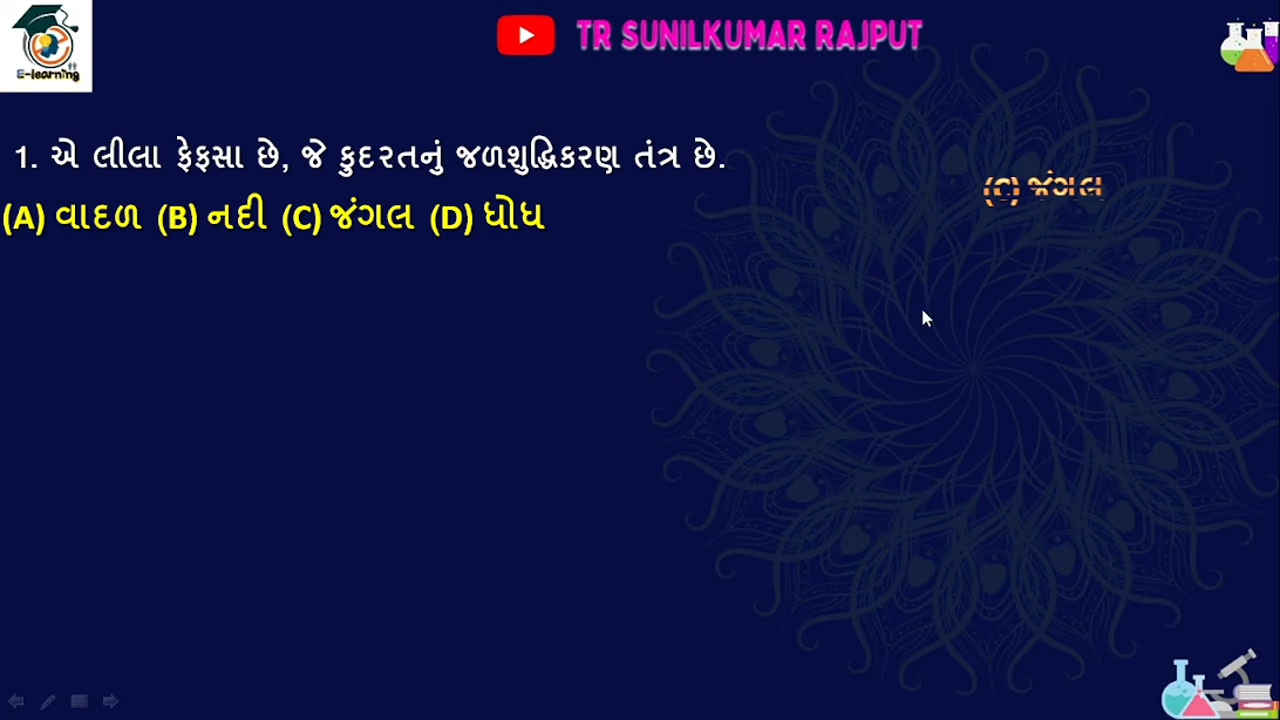 TR SUNILKUMAR RAJPUT
E-learning
1. એ લીલા ફેફસા છે, જે કુદરતનું જળશુદ્ધિકરણ તંત્ર છે.
(C) જંગલ
(A) વાદળ (B) નદી (C) જંગલ (D) ધોધ